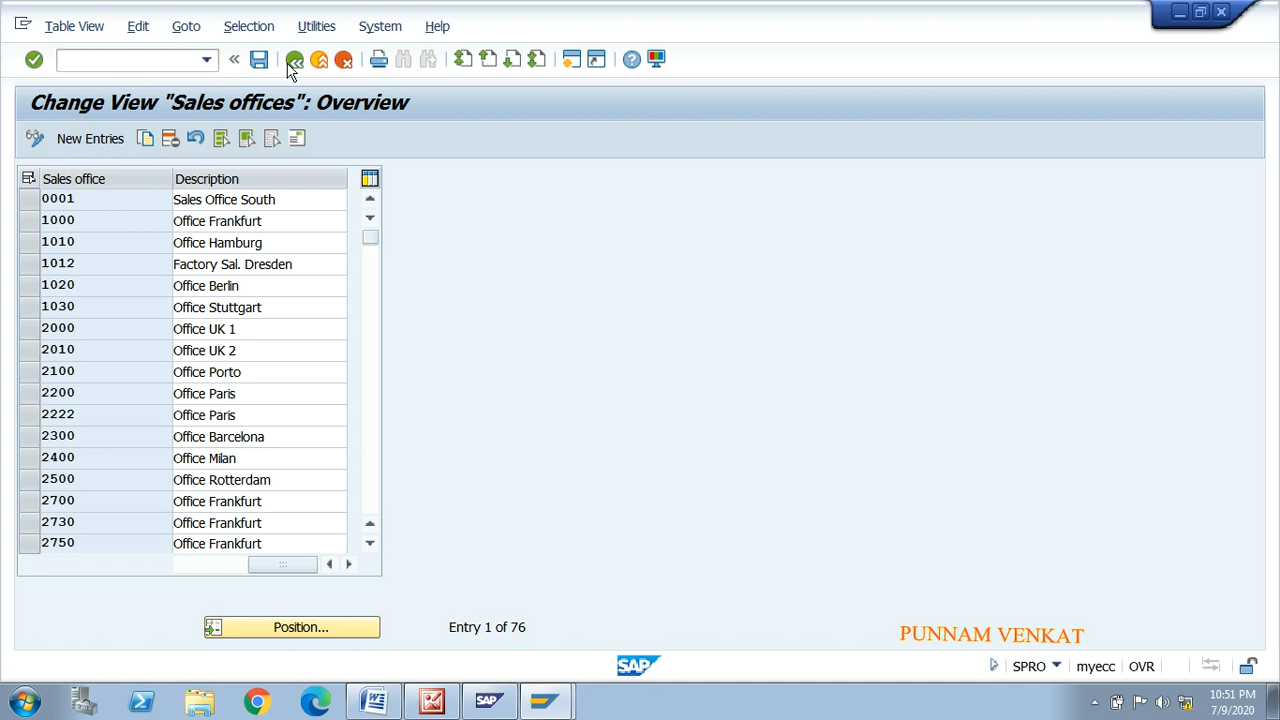 Table View Edit Goto Selection Utilities System Help
Change View "Sales offices": Overview
New Entries
Sales office Description
0001 Sales Office South
1000 Office Frankfurt
1010 Office Hamburg
1012 Factory Sal. Dresden
1020 Office Berlin
1030 Office Stuttgart
2000 Office UK 1
2010 Office UK 2
2100 Office Porto
2200 Office Paris
2222 Office Paris
2300 Office Barcelona
2400 Office Milan
2500 Office Rotterdam
2700 Office Frankfurt
2730 Office Frankfurt
2750 Office Frankfurt
Position... Entry 1 of 76
PUNNAM VENKAT
SAP SPRO myecc OVR
SAP 10:51 PM
7/9/2020